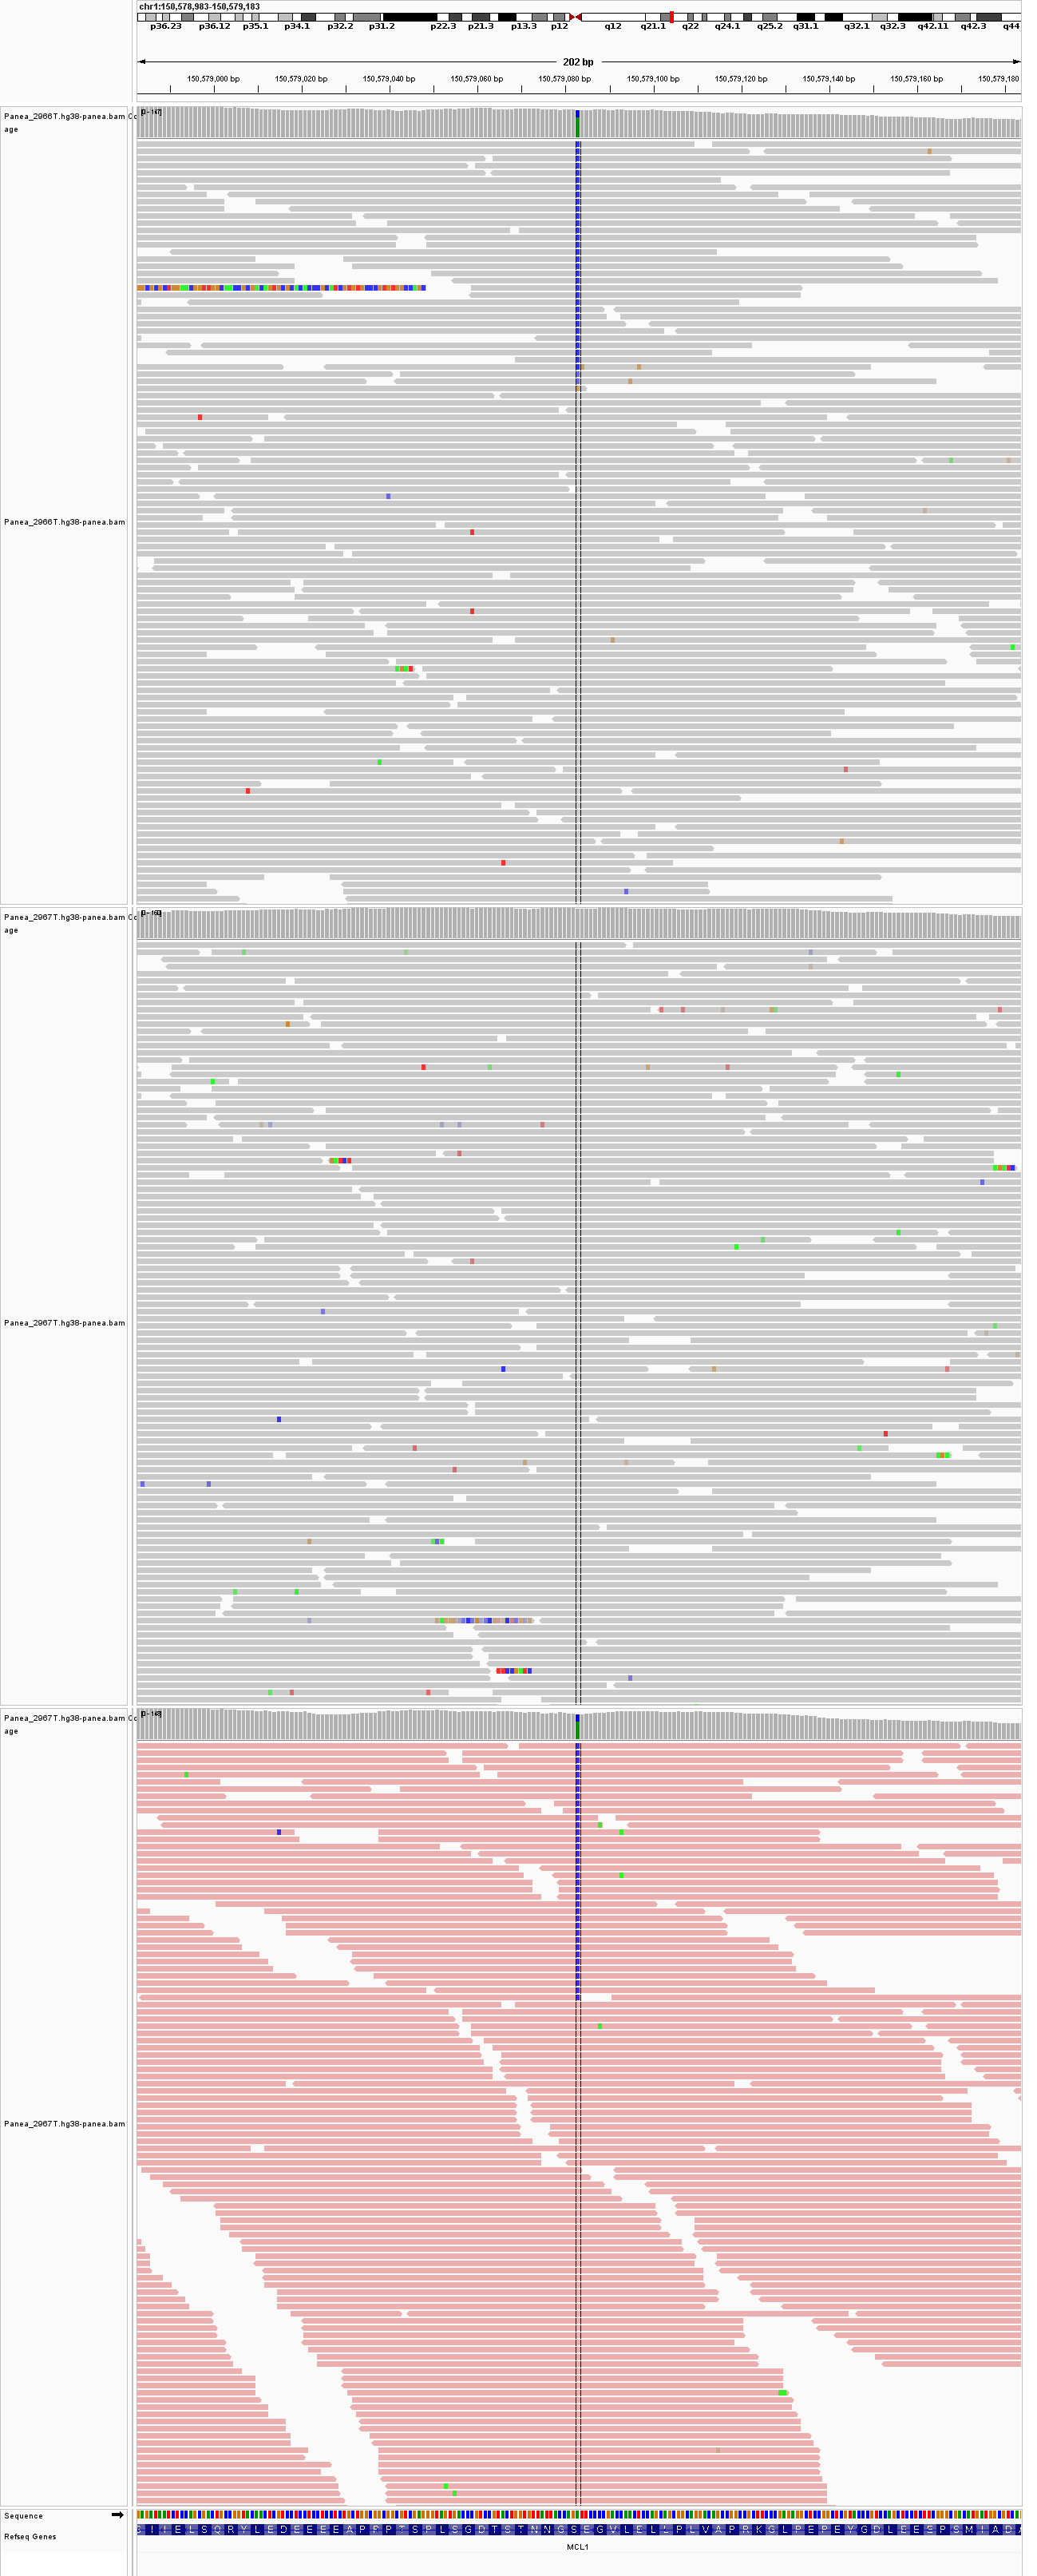 chr1:150,578,983-150,579,183
p36.23 p36.12 p35.1 p34.1 p32.2 p31.2 p22.3 p21.3 p13.3 p12 q12 q21.1 q22 q24.1 q25.2 q31.1 q32.1 q32.3 q42.11 q42.3 q44
202 bp
150,579,000 bp 150,579,020 bp 150,579,040 bp 150,579,060 bp 150,579,080 bp 150,579,100 bp 150,579,120 bp 150,579,140 bp 150,579,160 bp 150,579,180
Panea_2966T.hg38-panea.bam Co
age
Panea_2966T.hg38-panea.bam
Panea_2967T.hg38-panea.bam Co
age
Panea_2967T.hg38-panea.bam
Panea_2967T.hg38-panea.bam Co
age
Panea_2967T.hg38-panea.bam
Sequence
Refseq Genes
MCL1